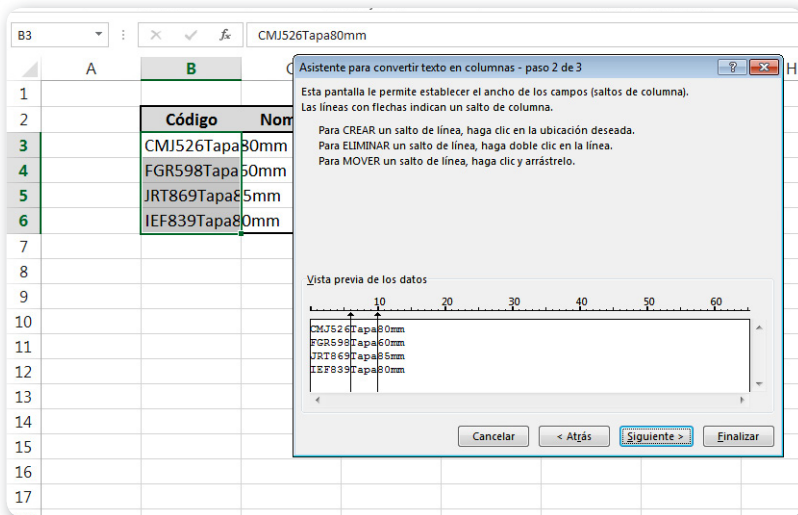 B3 fx CMJ526Tapa80mm
A B C H
Asistente para convertir texto en columnas - paso 2 de 3
Esta pantalla le permite establecer el ancho de los campos (saltos de columna).
Las líneas con flechas indican un salto de columna.
Para CREAR un salto de línea, haga clic en la ubicación deseada.
Para ELIMINAR un salto de línea, haga doble clic en la línea.
Para MOVER un salto de línea, haga clic y arrástrelo.
Vista previa de los datos
10 20 30 40 50 60
CMJ526Tapa80mm
FGR598Tapa60mm
JRT869Tapa85mm
IEF839Tapa80mm
Cancelar < Atrás Siguiente > Finalizar
1
2 Código Nom
3 CMJ526Tapa80mm
4 FGR598Tapa60mm
5 JRT869Tapa85mm
6 IEF839Tapa80mm
7
8
9
10
11
12
13
14
15
16
17